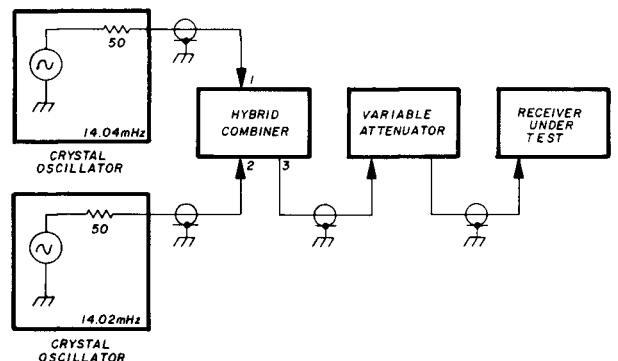 50
14.04mHz
CRYSTAL
OSCILLATOR
1
HYBRID
COMBINER
2
3
VARIABLE
ATTENUATOR
RECEIVER
UNDER
TEST
50
14.02mHz
CRYSTAL
OSCILLATOR